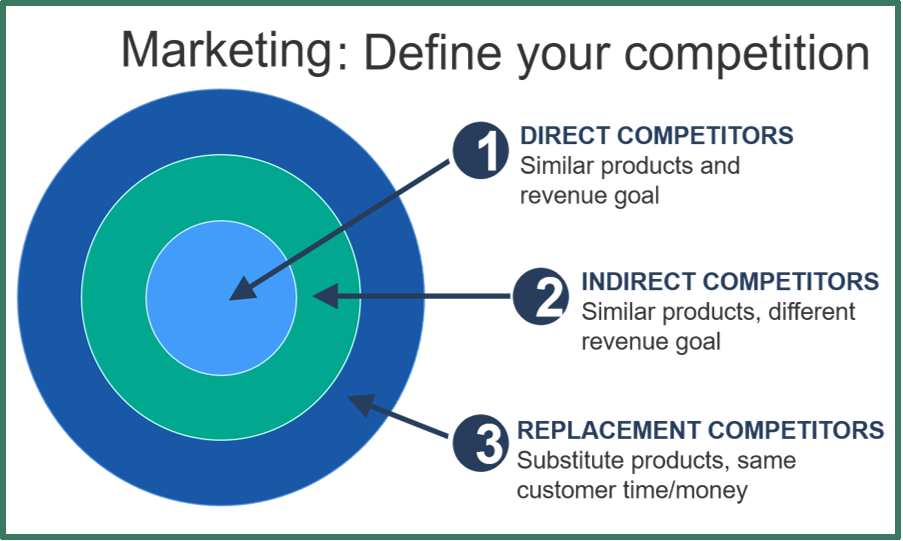 Marketing: Define your competition
1
DIRECT COMPETITORS
Similar products and
revenue goal
2
INDIRECT COMPETITORS
Similar products, different
revenue goal
3
REPLACEMENT COMPETITORS
Substitute products, same
customer time/money